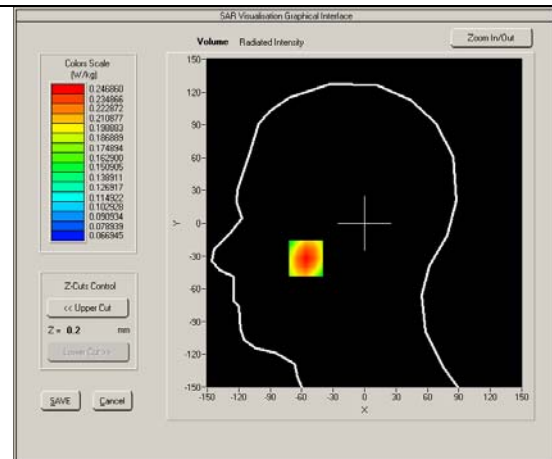 SAR Visualisation Graphical Interface
Volume Radiated Intensity
Zoom In/Out
Colors Scale
(W/kg)
0.246860
0.234866
0.222872
0.210877
0.198883
0.186889
0.174894
0.162900
0.150905
0.138911
0.126917
0.114922
0.102928
0.090934
0.078939
0.066945
Z-Cuts Control
<< Upper Cut
Z = 0.2 mm
Lower Cut >>
SAVE Cancel
150
120
90
60
30
0
-30
-60
-90
-120
-150
Y
-150 -120 -90 -60 -30 0 30 60 90 120 150
X